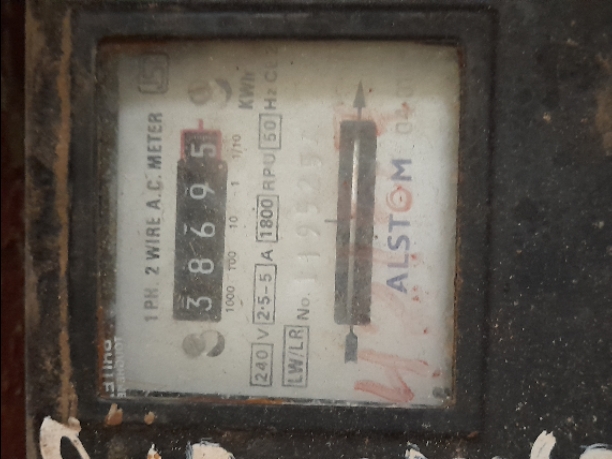 1 PH. 2 WIRE A.C. METER
3 8 6 9 5
1000 100 10 1 1/10
KWh
240 V 2·5-5 A 1800 RPU 50 Hz CL 2
LW/LR No.
ALSTOM